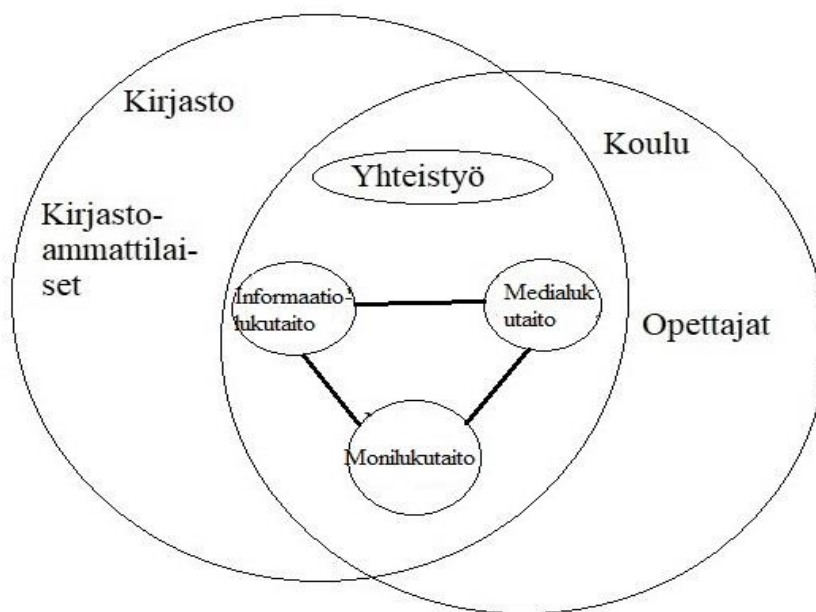 Kirjasto
Koulu
Yhteistyö
Kirjasto-
ammattilai-
set
Informaatio-
lukutaito
Medialuk
utaito
Opettajat
Monilukutaito